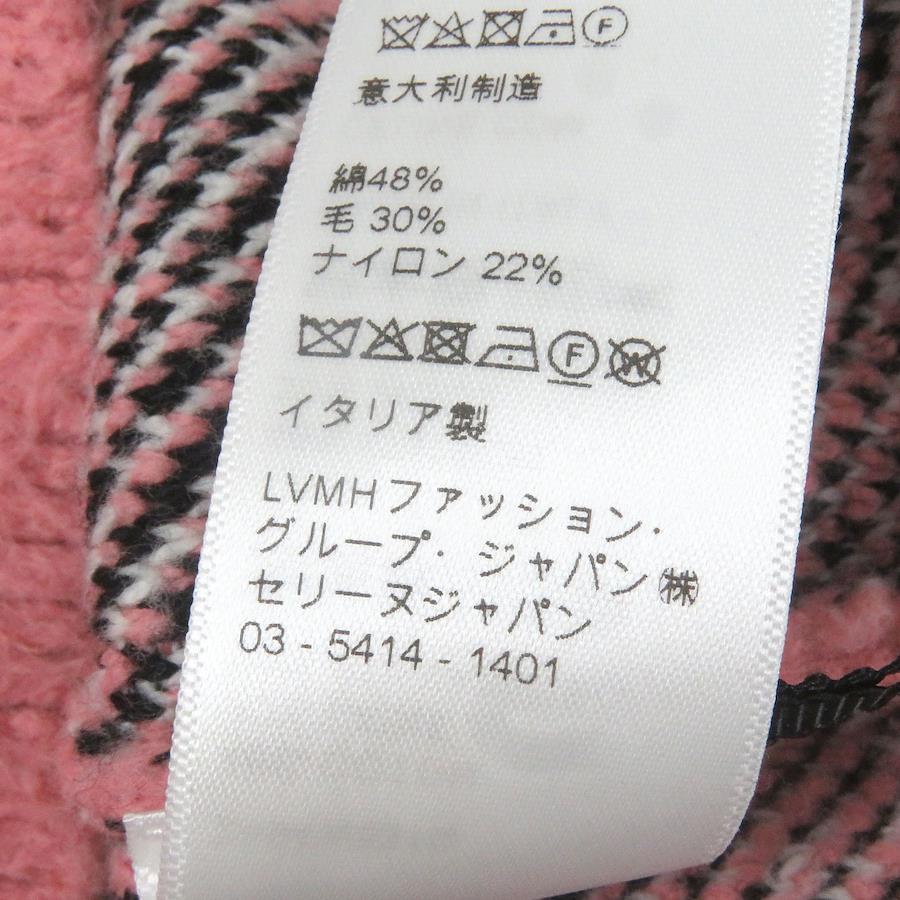 F
意大利制造
綿48%
毛 30%
ナイロン 22%
F W
イタリア製
LVMHファッション・
グループ・ジャパン㈱
セリーヌジャパン
03 - 5414 - 1401